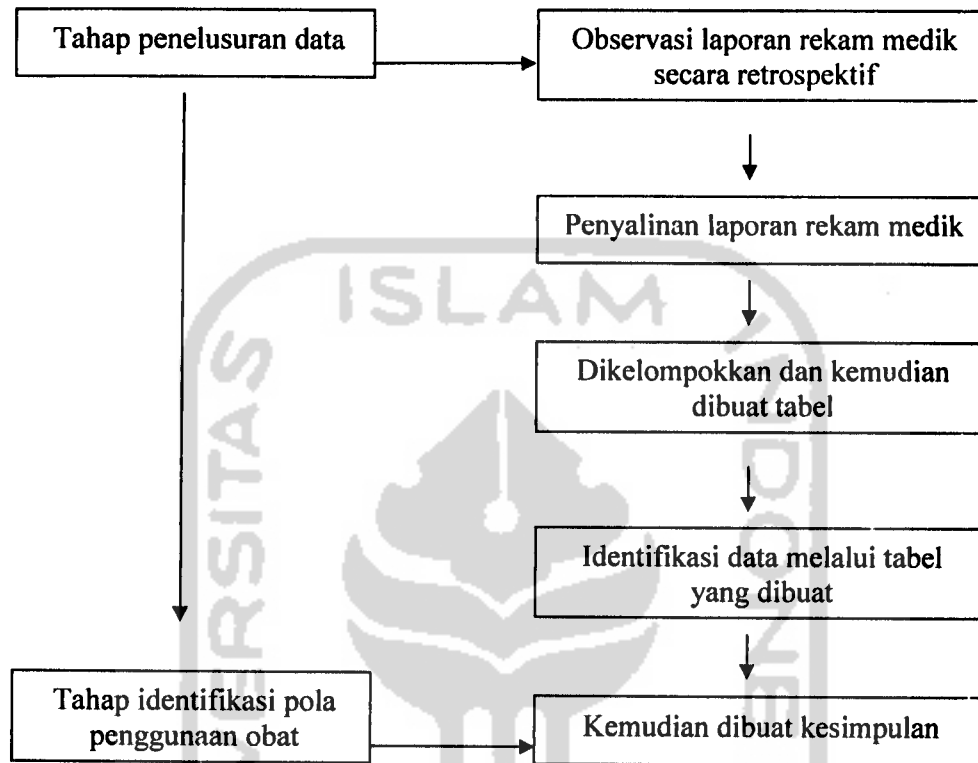 Tahap penelusuran data
Observasi laporan rekam medik
secara retrospektif
Penyalinan laporan rekam medik
Dikelompokkan dan kemudian
dibuat tabel
Identifikasi data melalui tabel
yang dibuat
Tahap identifikasi pola
penggunaan obat
Kemudian dibuat kesimpulan
ISLAM